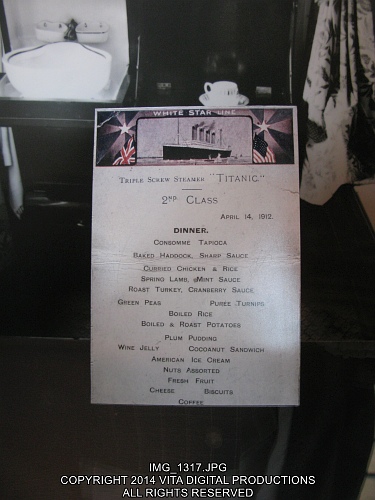 WHITE STAR LINE
TRIPLE SCREW STEAMER "TITANIC."
2ND. CLASS
APRIL 14, 1912.
DINNER.
CONSOMME TAPIOCA
BAKED HADDOCK, SHARP SAUCE
CURRIED CHICKEN & RICE
SPRING LAMB, MINT SAUCE
ROAST TURKEY, CRANBERRY SAUCE
GREEN PEAS PURÉE TURNIPS
BOILED RICE
BOILED & ROAST POTATOES
PLUM PUDDING
WINE JELLY COCOANUT SANDWICH
AMERICAN ICE CREAM
NUTS ASSORTED
FRESH FRUIT
CHEESE BISCUITS
COFFEE
IMG_1317.JPG
COPYRIGHT 2014 VITA DIGITAL PRODUCTIONS
ALL RIGHTS RESERVED